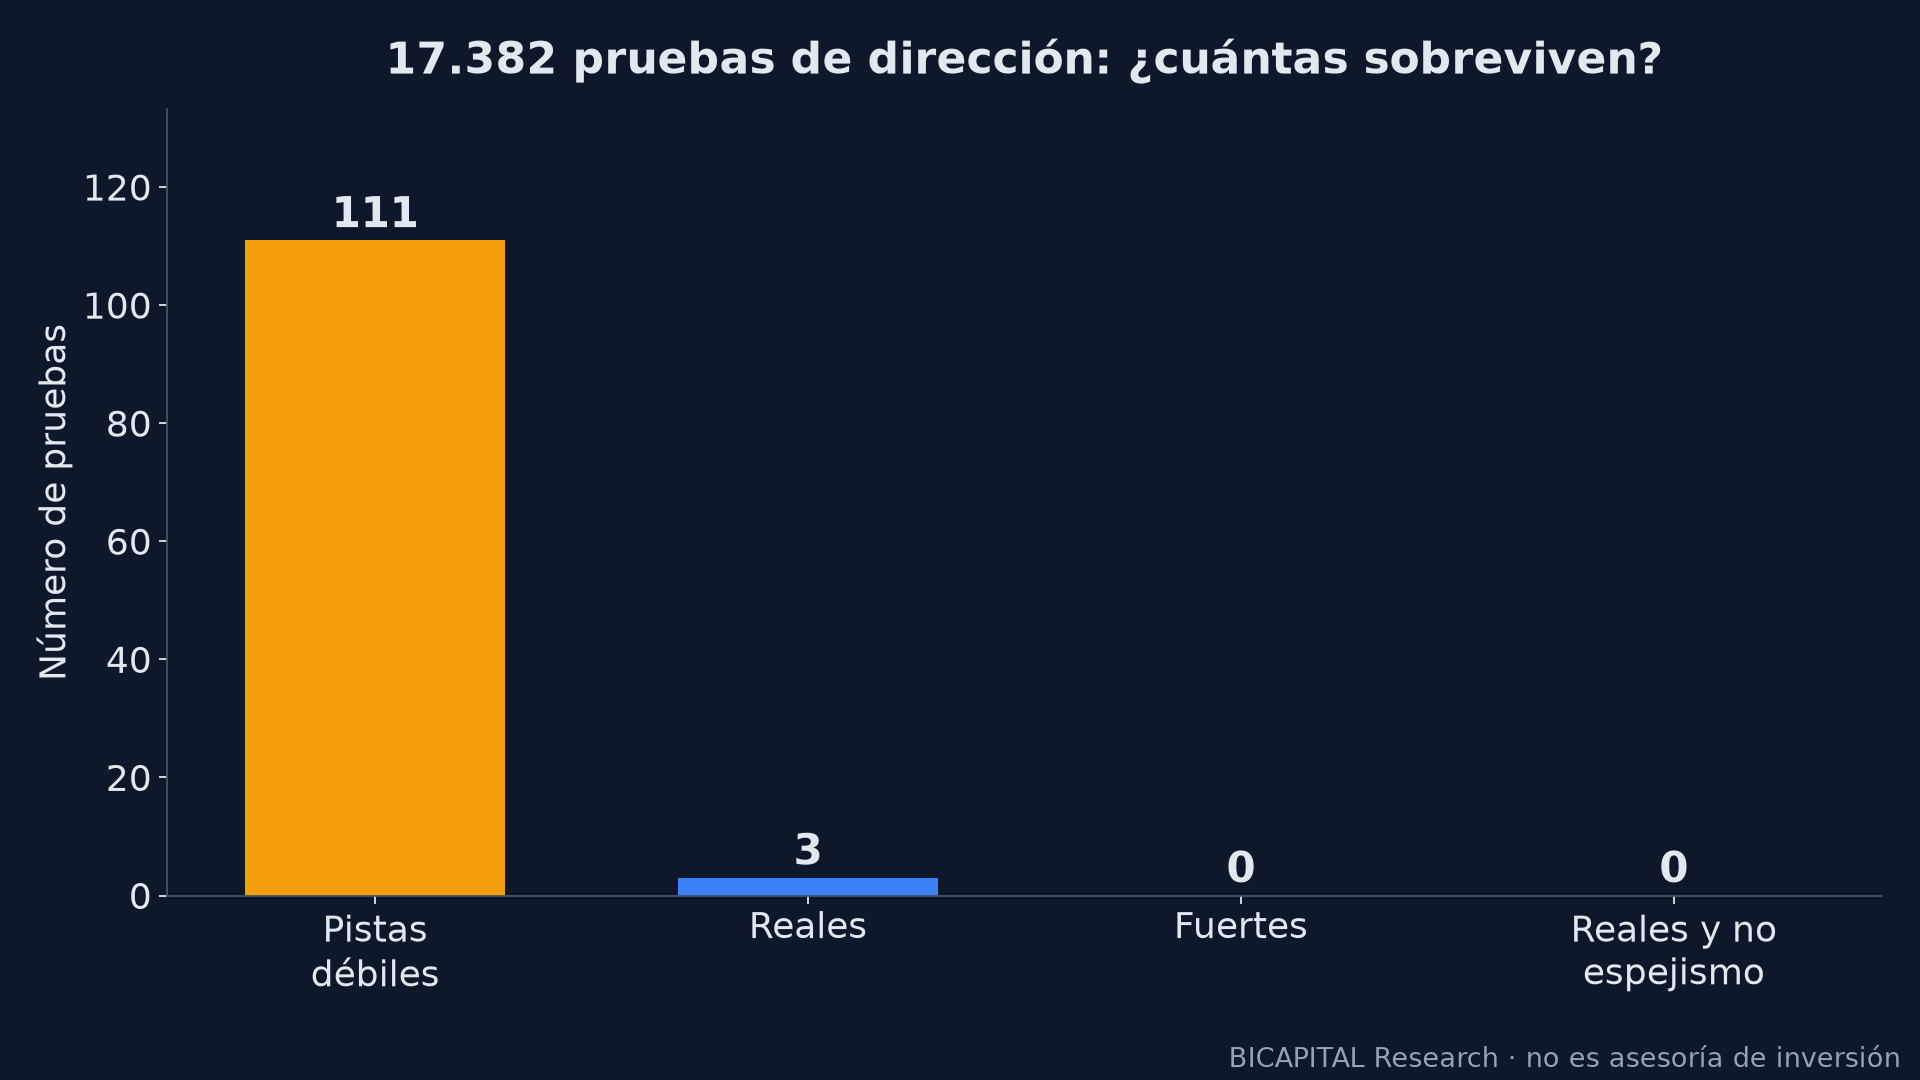 17.382 pruebas de dirección: ¿cuántas sobreviven?
Número de pruebas
120
100
80
60
40
20
0
111
3
0
0
Pistas
débiles
Reales
Fuertes
Reales y no
espejismo
BICAPITAL Research · no es asesoría de inversión